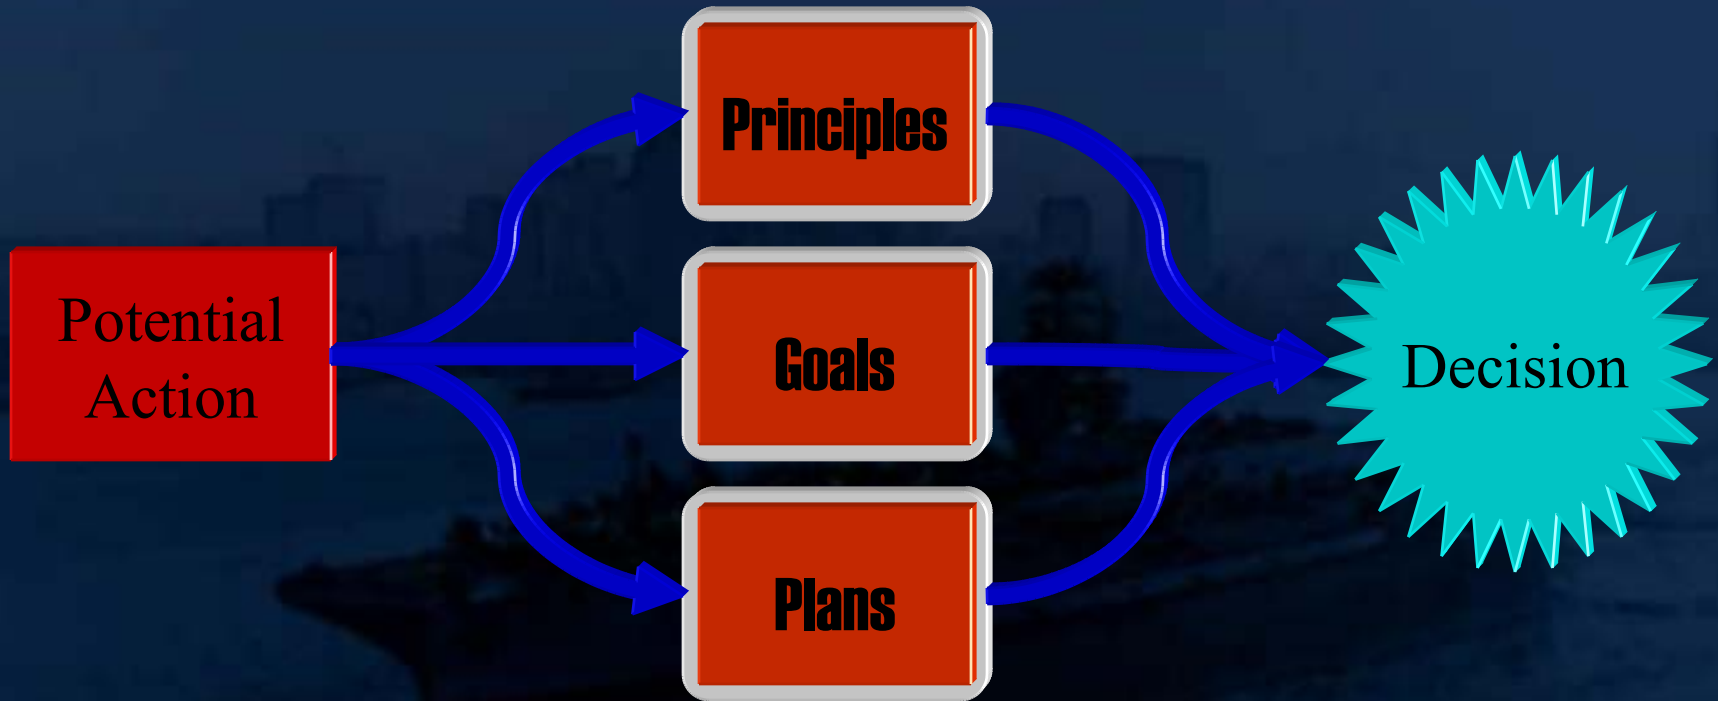 Principles
Potential
Action
Goals
Decision
Plans